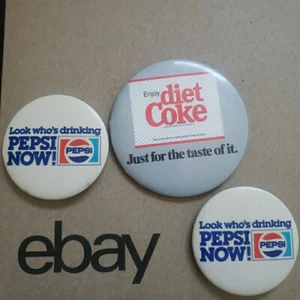 Look who's drinking
PEPSI
NOW!
PEPSI
Enjoy
diet
Coke
Just for the taste of it.
Look who's drinking
PEPSI
NOW!
PEPSI
ebay